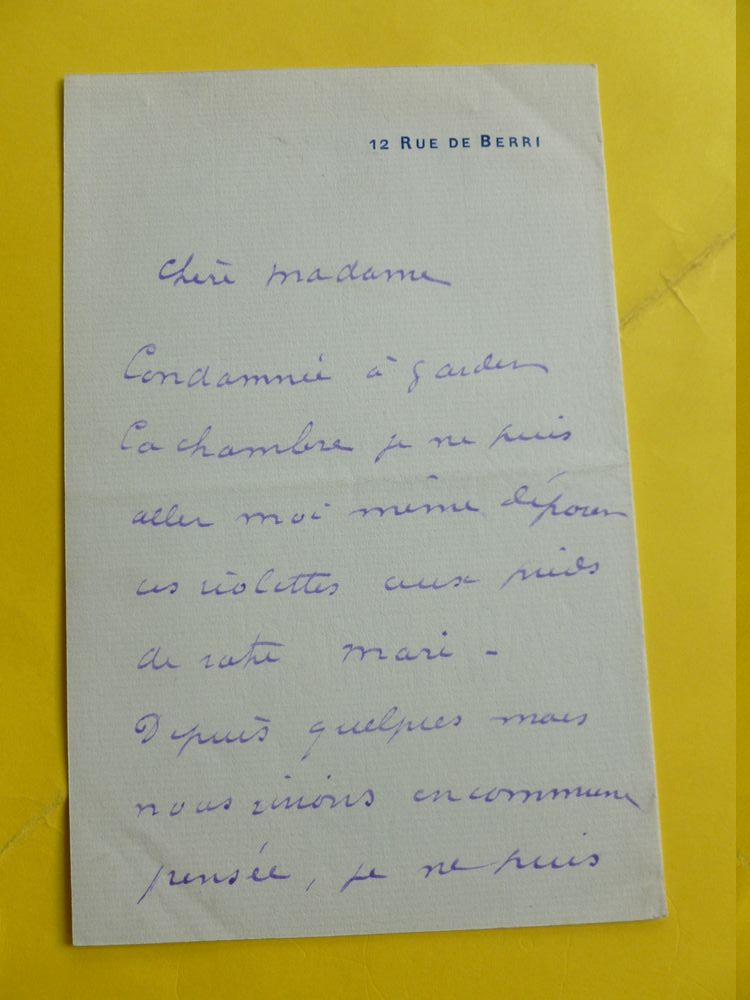 12 RUE DE BERRI
Chère madame
Condamnée à garder
la chambre je ne puis
aller moi même déposer
ces violettes aux pieds
de votre mari -
Depuis quelques mois
nous vivions en commune
pensée, je ne puis